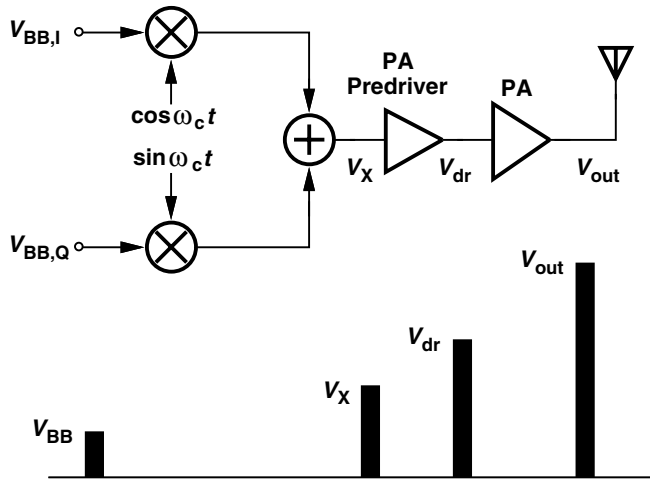 V_BB,I
cos ω_c t
sin ω_c t
V_BB,Q
PA
Predriver
PA
V_X
V_dr
V_out
V_BB
V_X
V_dr
V_out